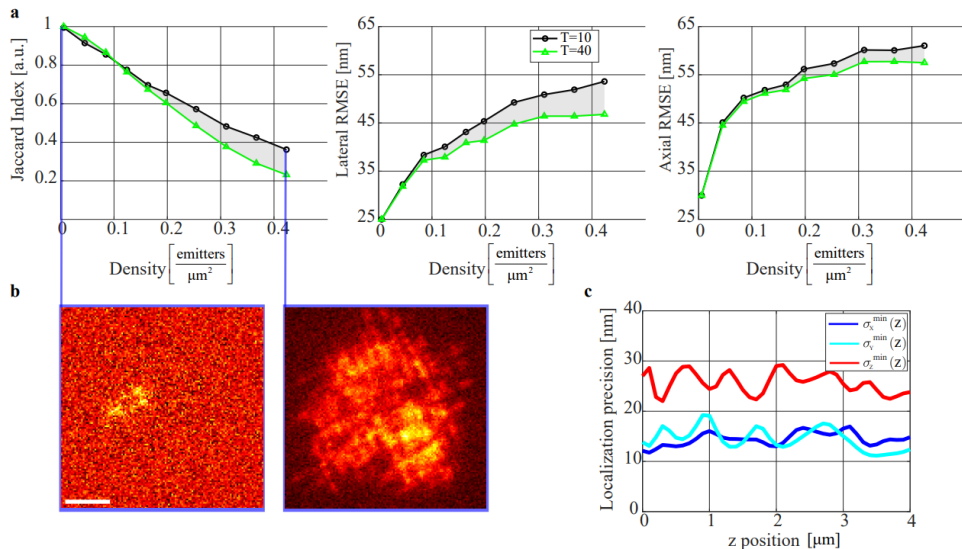 a
Jaccard Index [a.u.]
1
0.8
0.6
0.4
0.2
0
0.1
0.2
0.3
0.4
Density [emitters/μm²]
Lateral RMSE [nm]
65
55
45
35
25
0
0.1
0.2
0.3
0.4
Density [emitters/μm²]
T=10
T=40
Axial RMSE [nm]
65
55
45
35
25
0
0.1
0.2
0.3
0.4
Density [emitters/μm²]
b
c
Localization precision [nm]
40
30
20
10
0
0
1
2
3
4
z position [μm]
σx^min (z)
σY^min (z)
σz^min (z)